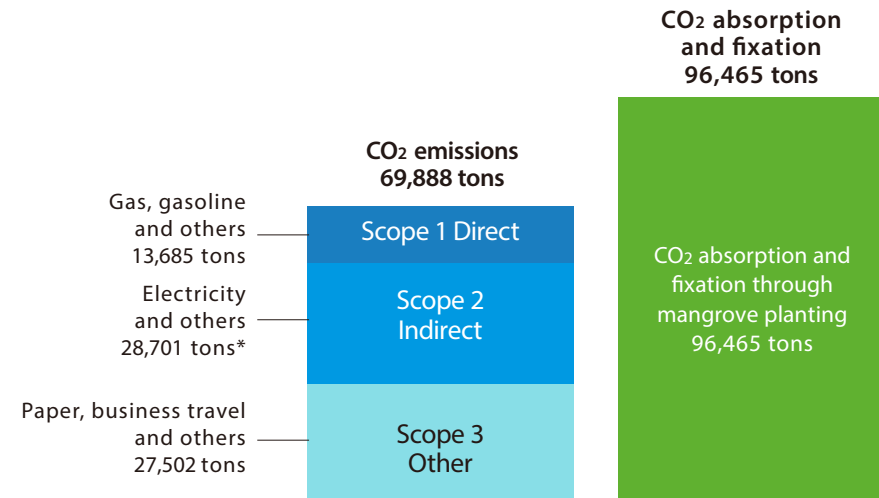 CO2 absorption
and fixation
96,465 tons
CO2 emissions
69,888 tons
Gas, gasoline
and others
13,685 tons
Scope 1 Direct
Electricity
and others
28,701 tons*
Scope 2
Indirect
Paper, business travel
and others
27,502 tons
Scope 3
Other
CO2 absorption and
fixation through
mangrove planting
96,465 tons